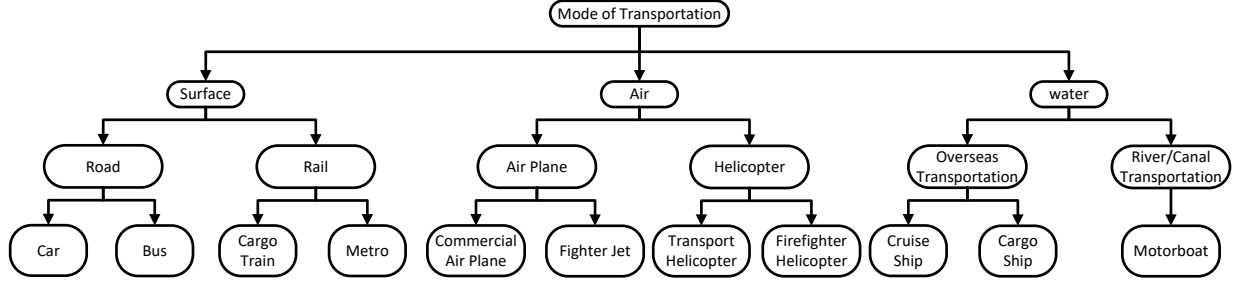 Mode of Transportation
Surface
Air
water
Road
Rail
Air Plane
Helicopter
Overseas
Transportation
River/Canal
Transportation
Car
Bus
Cargo
Train
Metro
Commercial
Air Plane
Fighter Jet
Transport
Helicopter
Firefighter
Helicopter
Cruise
Ship
Cargo
Ship
Motorboat